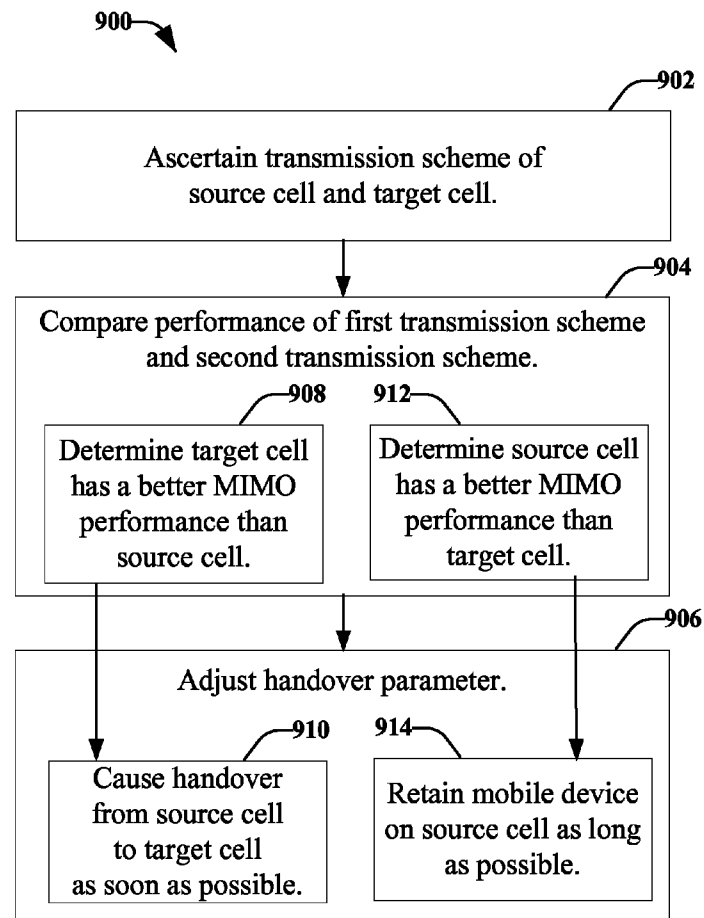 900
902
Ascertain transmission scheme of
source cell and target cell.
904
Compare performance of first transmission scheme
and second transmission scheme.
908
Determine target cell
has a better MIMO
performance than
source cell.
912
Determine source cell
has a better MIMO
performance than
target cell.
906
Adjust handover parameter.
910
Cause handover
from source cell
to target cell
as soon as possible.
914
Retain mobile device
on source cell as long
as possible.